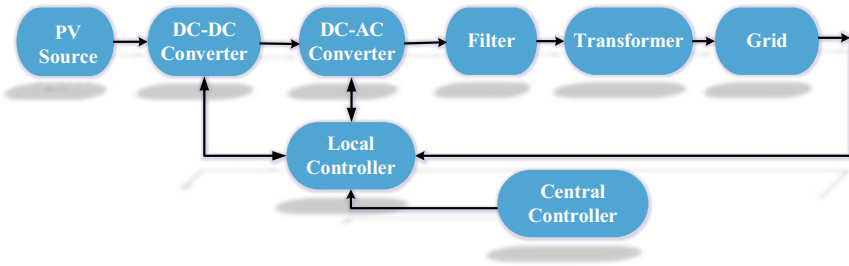 PV
Source
DC-DC
Converter
DC-AC
Converter
Filter
Transformer
Grid
Local
Controller
Central
Controller